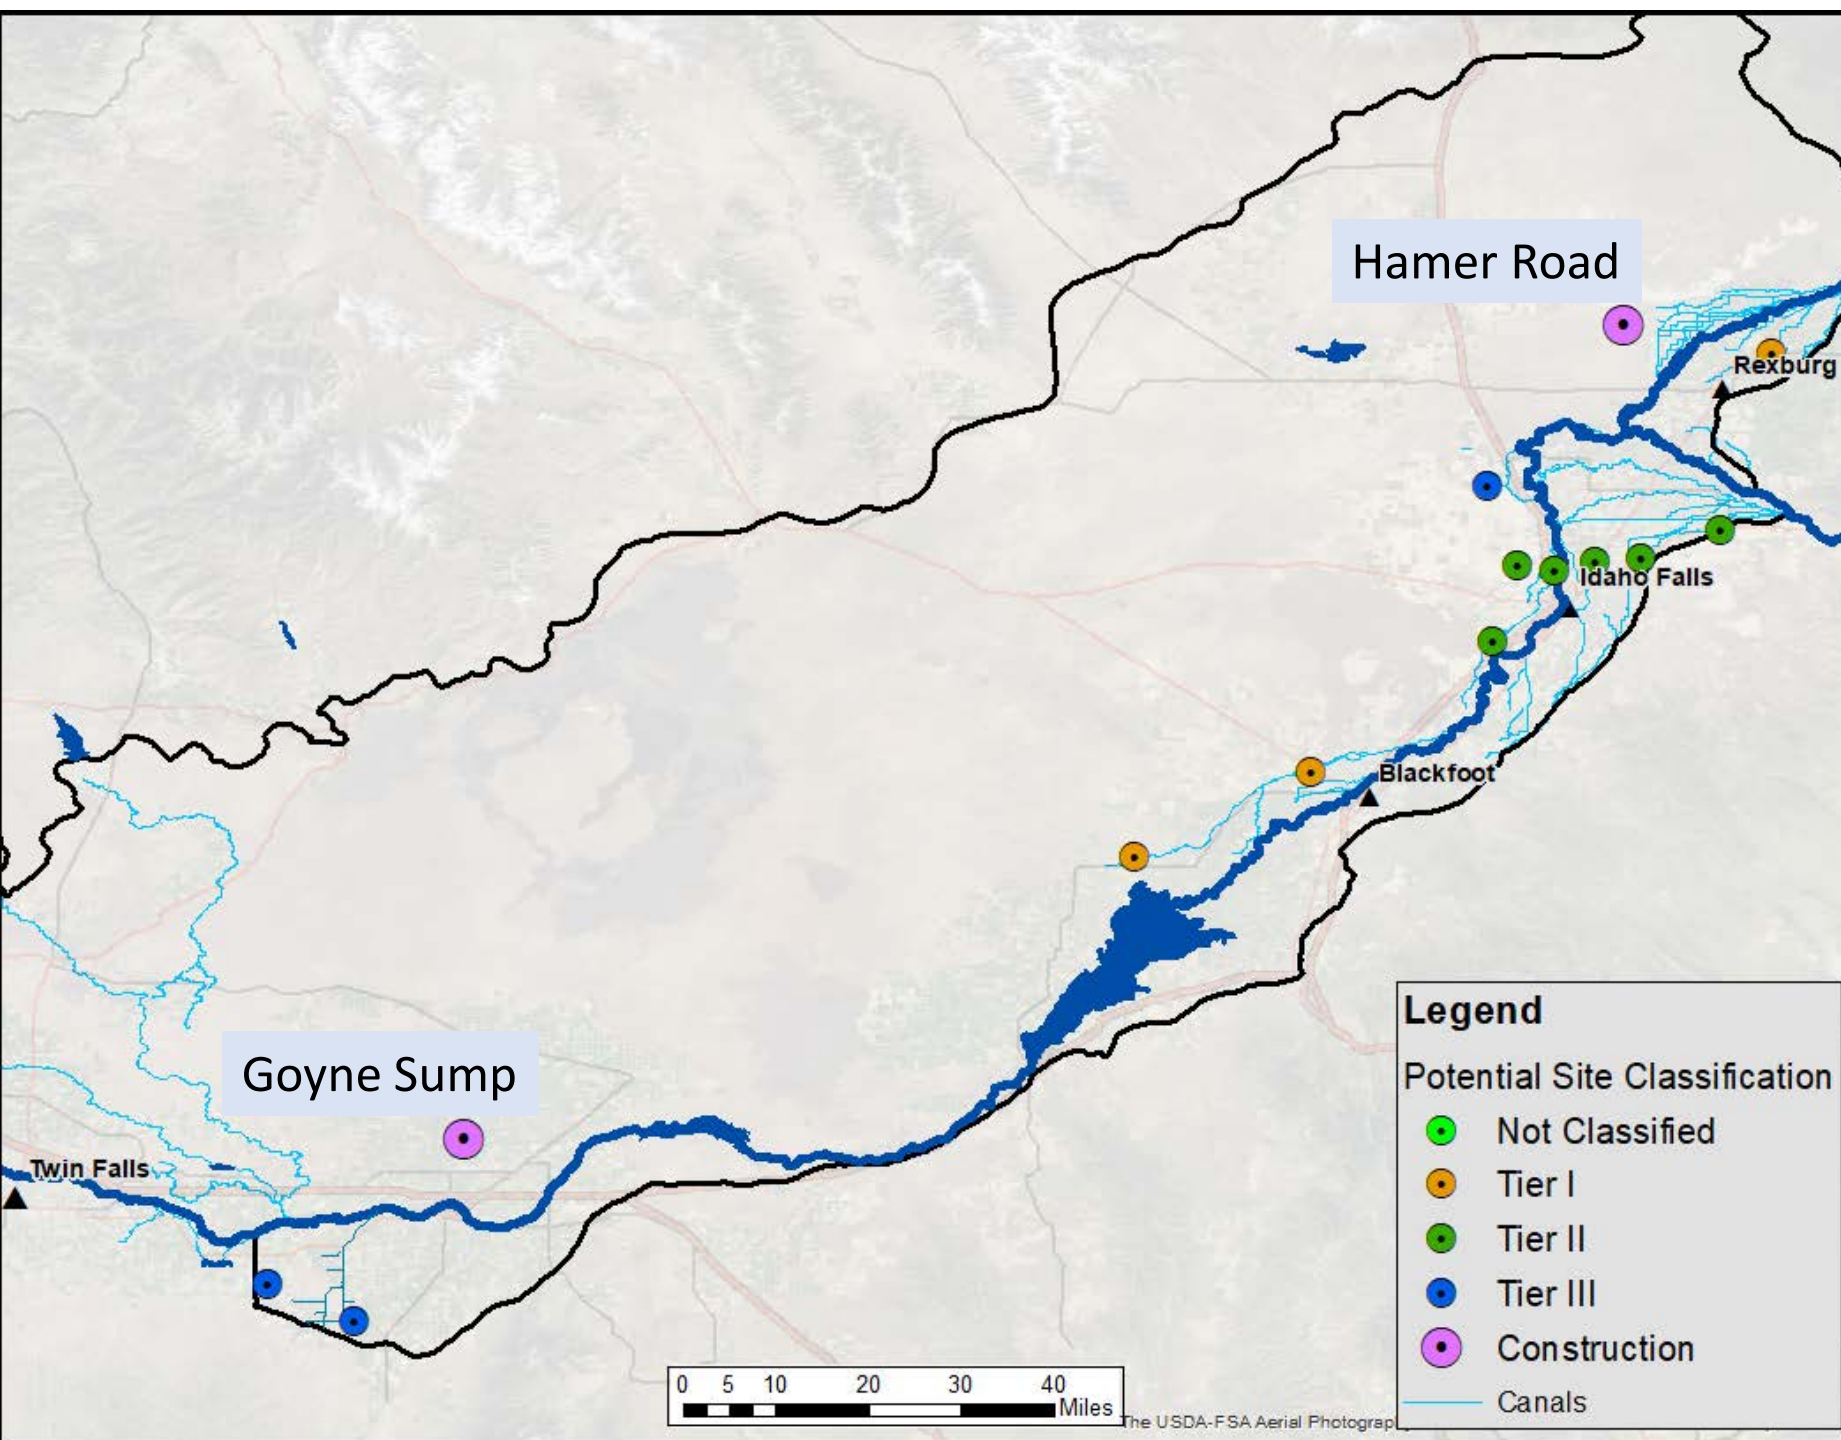 Hamer Road
Rexburg
Idaho Falls
Blackfoot
Goyne Sump
Twin Falls
Legend
Potential Site Classification
Not Classified
Tier I
Tier II
Tier III
Construction
Canals
0 5 10 20 30 40
Miles
The USDA-FSA Aerial Photograp